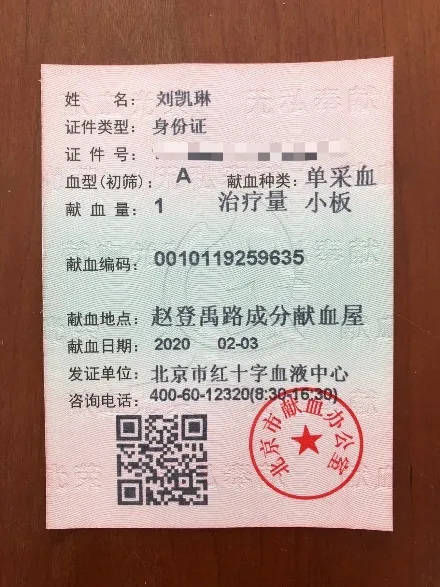 姓 名：刘凯琳
证件类型：身份证
证 件 号：
血型(初筛)：A 献血种类：单采血
献 血 量：1 治疗量 小板
献血编码：0010119259635
献血地点：赵登禹路成分献血屋
献血日期：2020 02-03
发证单位：北京市红十字血液中心
咨询电话：400-60-12320(8:30-16:30)
北京市献血办公室